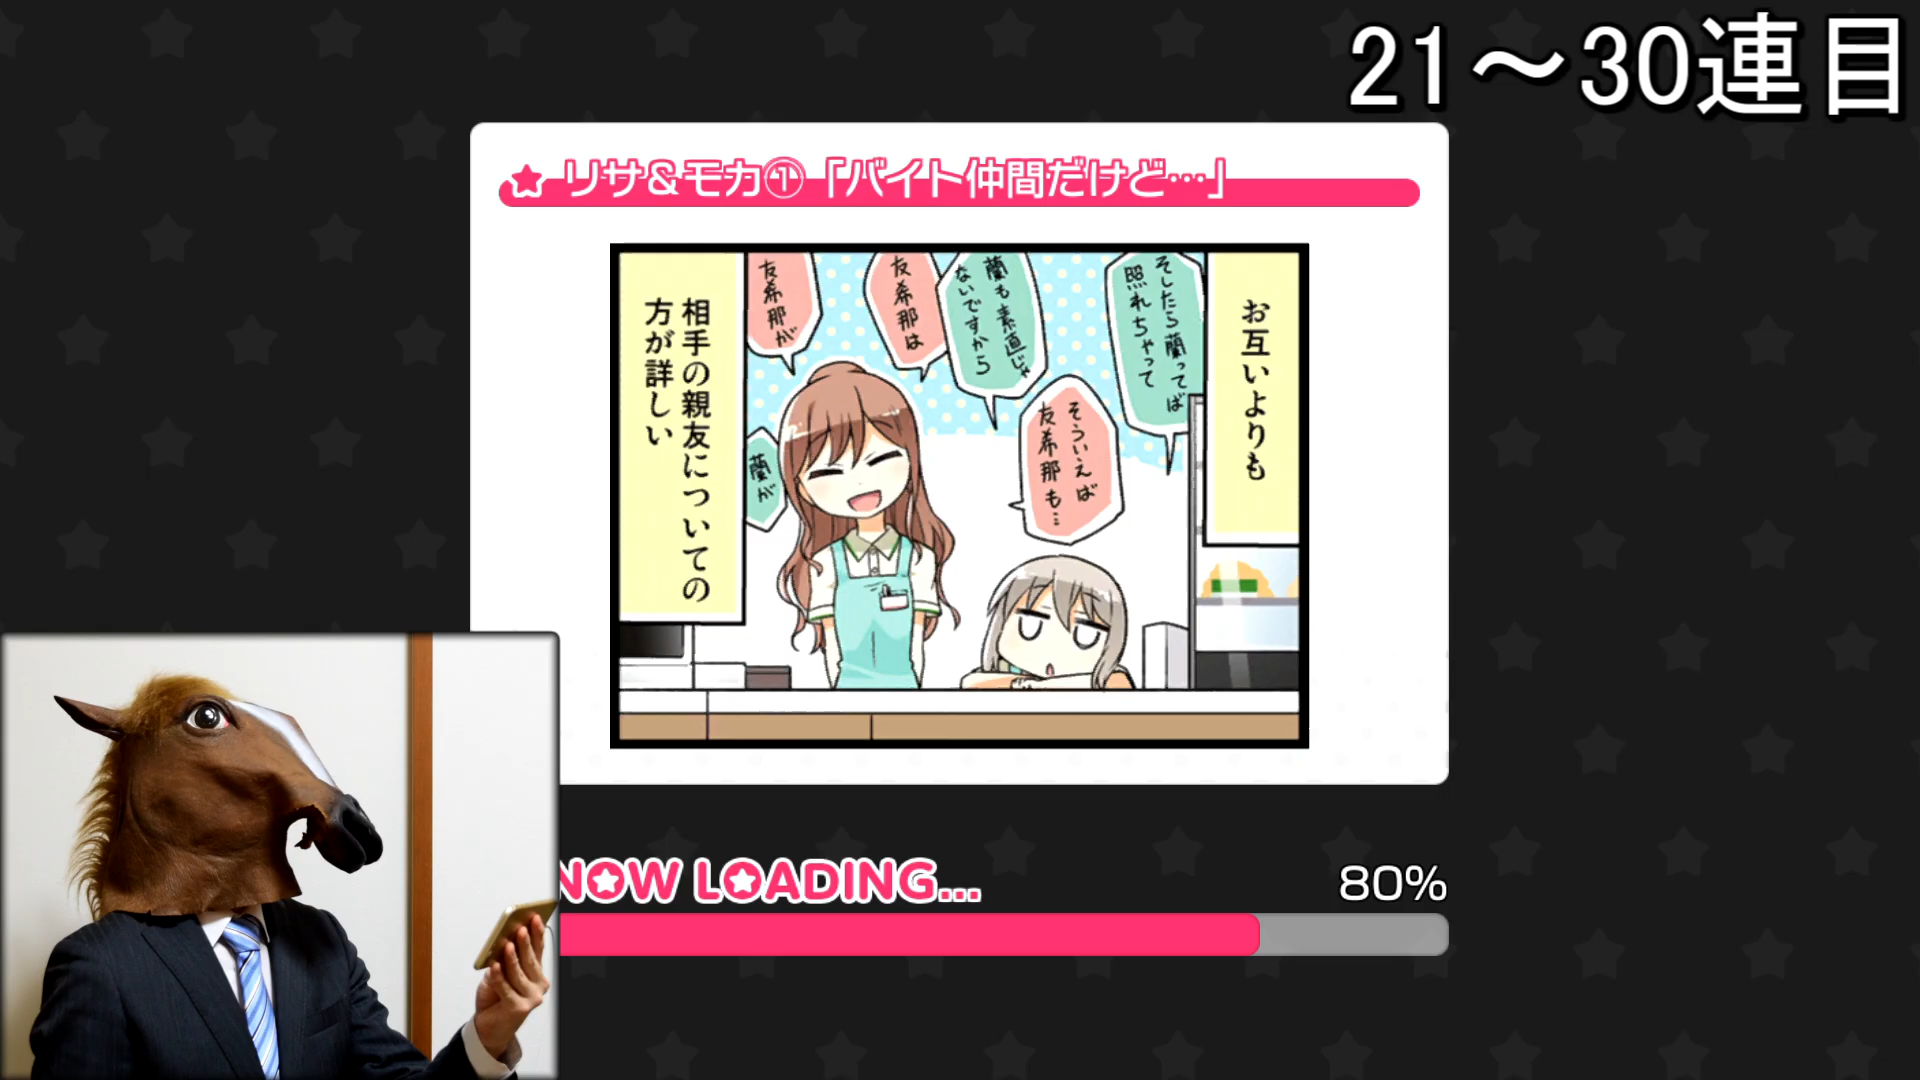 21～30連目
リサ&モカ①「バイト仲間だけど…」
お互いよりも
そしたら蘭ってば
照れちゃって
蘭も素直じゃ
ないですから
そういえば
友希那も…
友希那は
友希那が
蘭が
相手の親友についての
方が詳しい
NOW LOADING...
80%